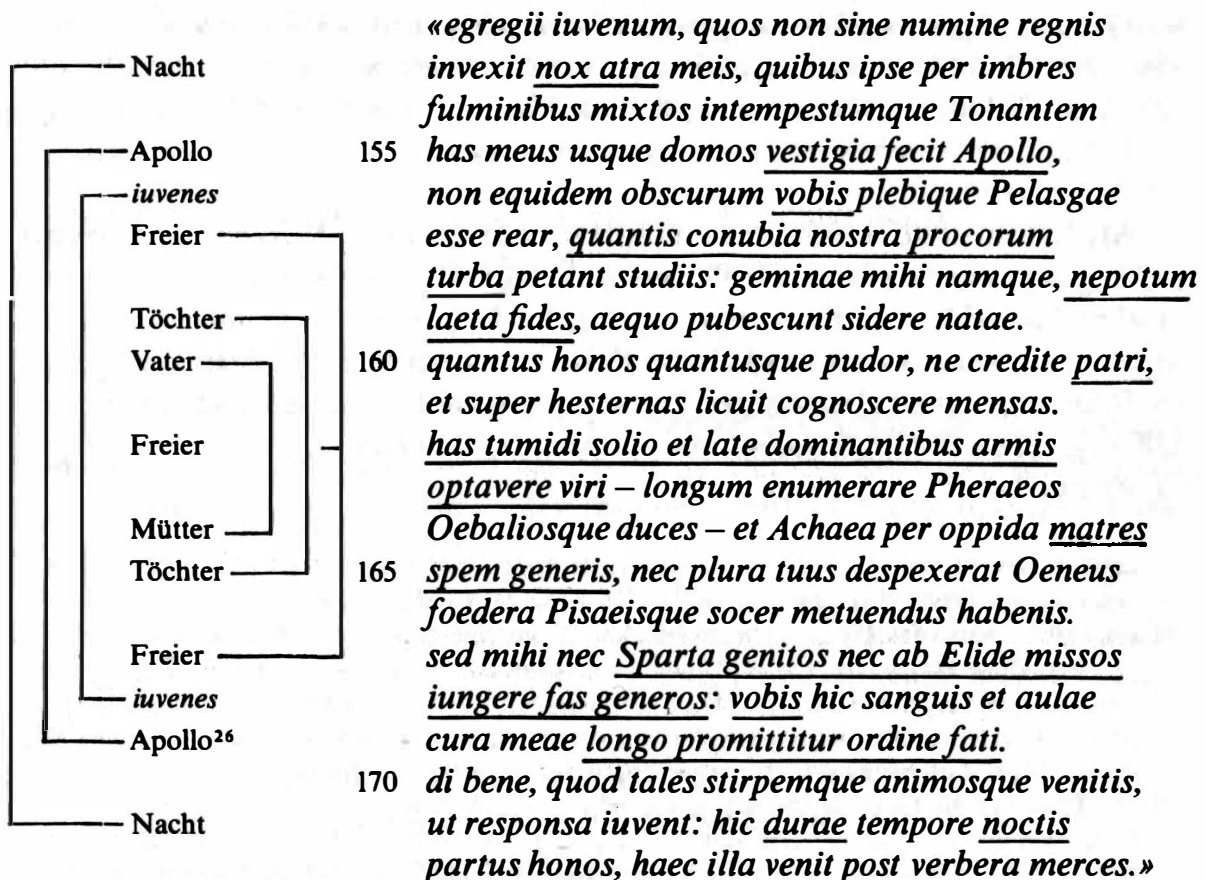 «egregii iuvenum, quos non sine numine regnis
Nacht invexit nox atra meis, quibus ipse per imbres
fulminibus mixtos intempestumque Tonantem
Apollo 155 has meus usque domos vestigia fecit Apollo,
iuvenes non equidem obscurum vobis plebique Pelasgae
Freier esse rear, quantis conubia nostra procorum
turba petant studiis: geminae mihi namque, nepotum
Töchter laeta fides, aequo pubescunt sidere natae.
Vater 160 quantus honos quantusque pudor, ne credite patri,
et super hesternas licuit cognoscere mensas.
Freier has tumidi solio et late dominantibus armis
optavere viri – longum enumerare Pheraeos
Mütter Oebaliosque duces – et Achaea per oppida matres
Töchter 165 spem generis, nec plura tuus despexerat Oeneus
foedera Pisaeisque socer metuendus habenis.
Freier sed mihi nec Sparta genitos nec ab Elide missos
iuvenes iungere fas generos: vobis hic sanguis et aulae
Apollo²⁶ cura meae longo promittitur ordine fati.
170 di bene, quod tales stirpemque animosque venitis,
Nacht ut responsa iuvent: hic durae tempore noctis
partus honos, haec illa venit post verbera merces.»